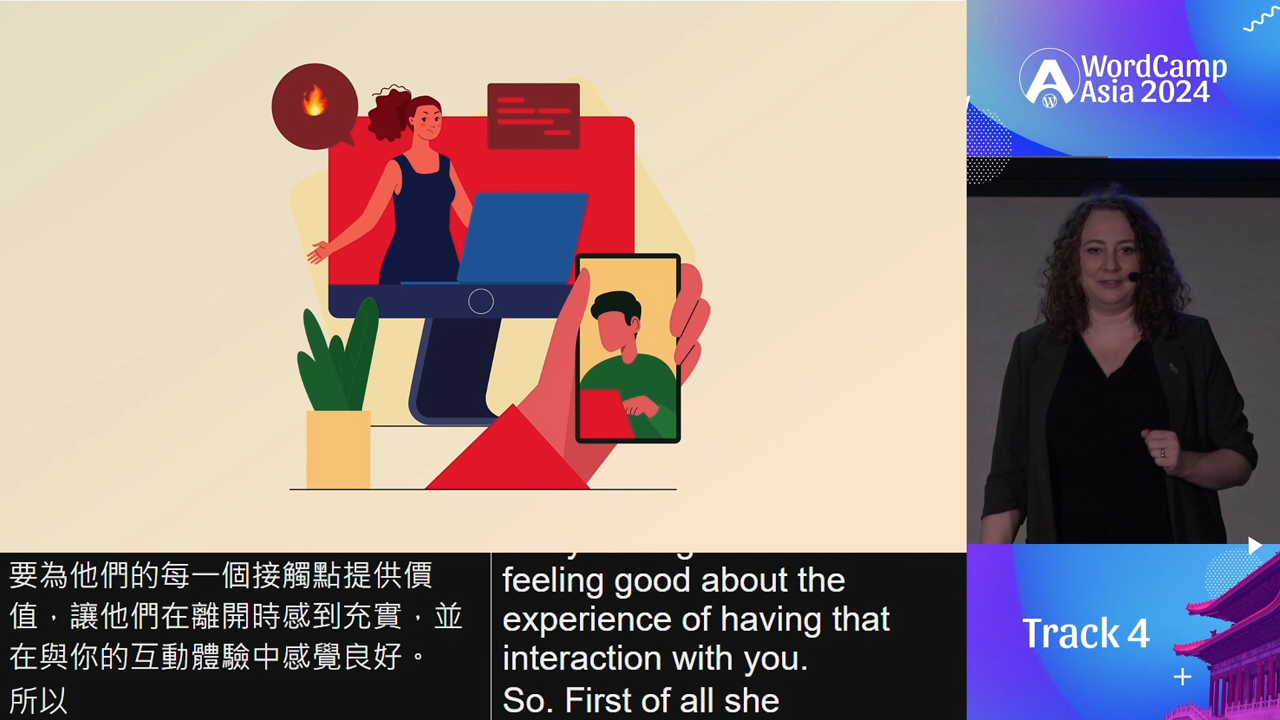 WordCamp
Asia 2024
要為他們的每一個接觸點提供價
值，讓他們在離開時感到充實，並
在與你的互動體驗中感覺良好。
所以
feeling good about the
experience of having that
interaction with you.
So. First of all she
Track 4